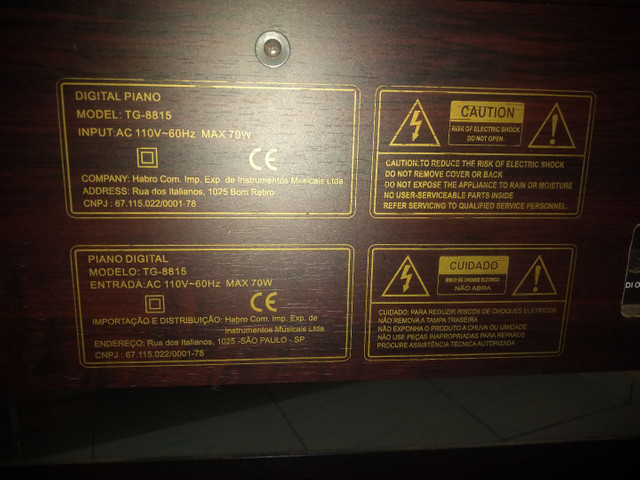 DIGITAL PIANO
MODEL: TG-8815
INPUT:AC 110V~60Hz MAX 70W
CE
COMPANY: Habro Com. Imp. Exp. de Instrumentos Musicais Ltda
ADDRESS: Rua dos Italianos, 1025 Bom Retiro
CNPJ : 67.115.022/0001-78
CAUTION
RISK OF ELECTRIC SHOCK
DO NOT OPEN
CAUTION:TO REDUCE THE RISK OF ELECTRIC SHOCK
DO NOT REMOVE COVER OR BACK
DO NOT EXPOSE THE APPLIANCE TO RAIN OR MOISTURE
NO USER-SERVICEABLE PARTS INSIDE
REFER SERVICING TO QUALIFIED SERVICE PERSONNEL.
PIANO DIGITAL
MODELO: TG-8815
ENTRADA:AC 110V~60Hz MAX 70W
CE
IMPORTAÇÃO E DISTRIBUIÇÃO: Habro Com. Imp. Exp. de
Instrumentos Musicais Ltda
ENDEREÇO: Rua dos Italianos, 1025 -SÃO PAULO - SP
CNPJ : 67.115.022/0001-78
CUIDADO
RISCO DE CHOQUE ELÉTRICO
NÃO ABRA
CUIDADO: PARA REDUZIR RISCOS DE CHOQUES ELÉTRICOS
NÃO REMOVA A TAMPA TRASEIRA
NÃO EXPONHA O PRODUTO A CHUVA OU UMIDADE
NÃO USE PEÇAS INAPROPRIADAS PARA REPAROS
PROCURE ASSISTÊNCIA TÉCNICA AUTORIZADA